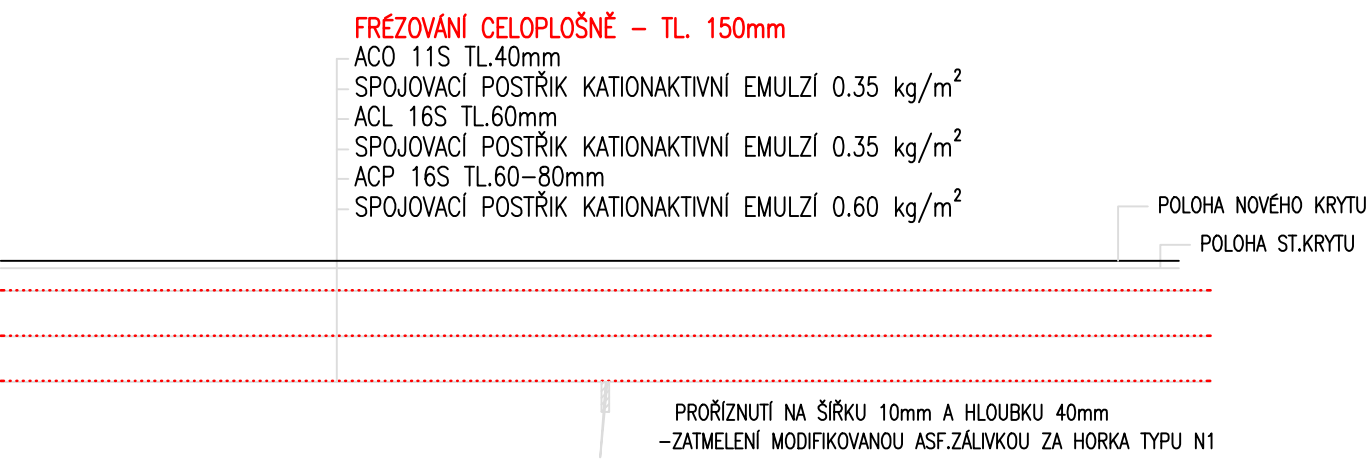 FRÉZOVÁNÍ CELOPLOŠNĚ – TL. 150mm
ACO 11S TL.40mm
SPOJOVACÍ POSTŘIK KATIONAKTIVNÍ EMULZÍ 0.35 kg/m²
ACL 16S TL.60mm
SPOJOVACÍ POSTŘIK KATIONAKTIVNÍ EMULZÍ 0.35 kg/m²
ACP 16S TL.60–80mm
SPOJOVACÍ POSTŘIK KATIONAKTIVNÍ EMULZÍ 0.60 kg/m²
POLOHA NOVÉHO KRYTU
POLOHA ST.KRYTU
PROŘÍZNUTÍ NA ŠÍŘKU 10mm A HLOUBKU 40mm
–ZATMELENÍ MODIFIKOVANOU ASF.ZÁLIVKOU ZA HORKA TYPU N1